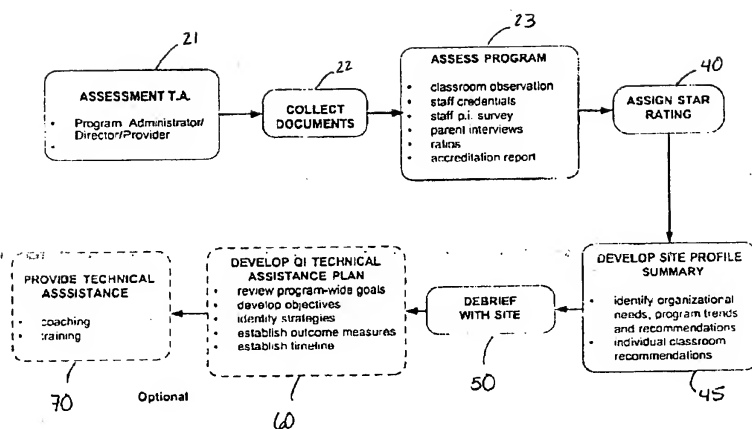 21
ASSESSMENT T.A.
• Program Administrator/
Director/Provider
•
22
COLLECT
DOCUMENTS
23
ASSESS PROGRAM
• classroom observation
• staff credentials
• staff p.i. survey
• parent interviews
• ratios
• accreditation report
40
ASSIGN STAR
RATING
DEVELOP SITE PROFILE
SUMMARY
• identify organizational
needs, program trends
and recommendations
• individual classroom
recommendations
45
DEBRIEF
WITH SITE
50
DEVELOP QI TECHNICAL
ASSISTANCE PLAN
• review program-wide goals
• develop objectives
• identify strategies
• establish outcome measures
• establish timeline
60
PROVIDE TECHNICAL
ASSSISTANCE
• coaching
• training
70
Optional